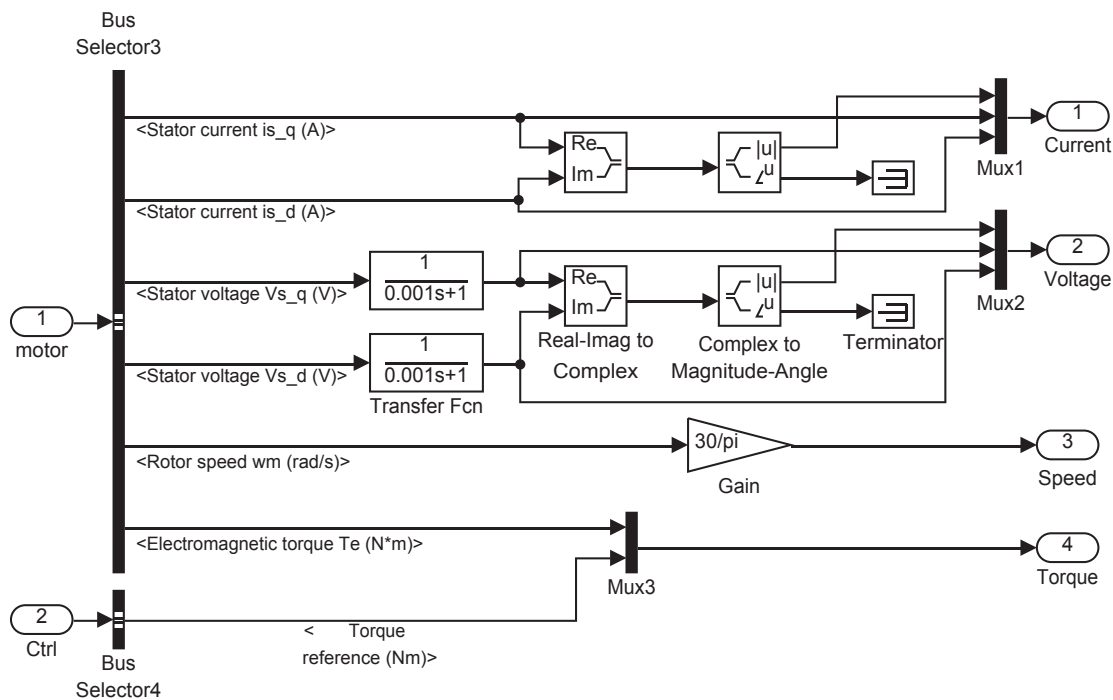 Bus
Selector3
<Stator current is_q (A)>
Re
Im
|u|
∠u
Mux1
1
Current
<Stator current is_d (A)>
<Stator voltage Vs_q (V)>
1
0.001s+1
Re
Im
|u|
∠u
Mux2
2
Voltage
1
motor
Real-Imag to
Complex
Complex to
Magnitude-Angle
Terminator
<Stator voltage Vs_d (V)>
1
0.001s+1
Transfer Fcn
<Rotor speed wm (rad/s)>
30/pi
Gain
3
Speed
<Electromagnetic torque Te (N*m)>
Mux3
4
Torque
2
Ctrl
< Torque
reference (Nm)>
Bus
Selector4